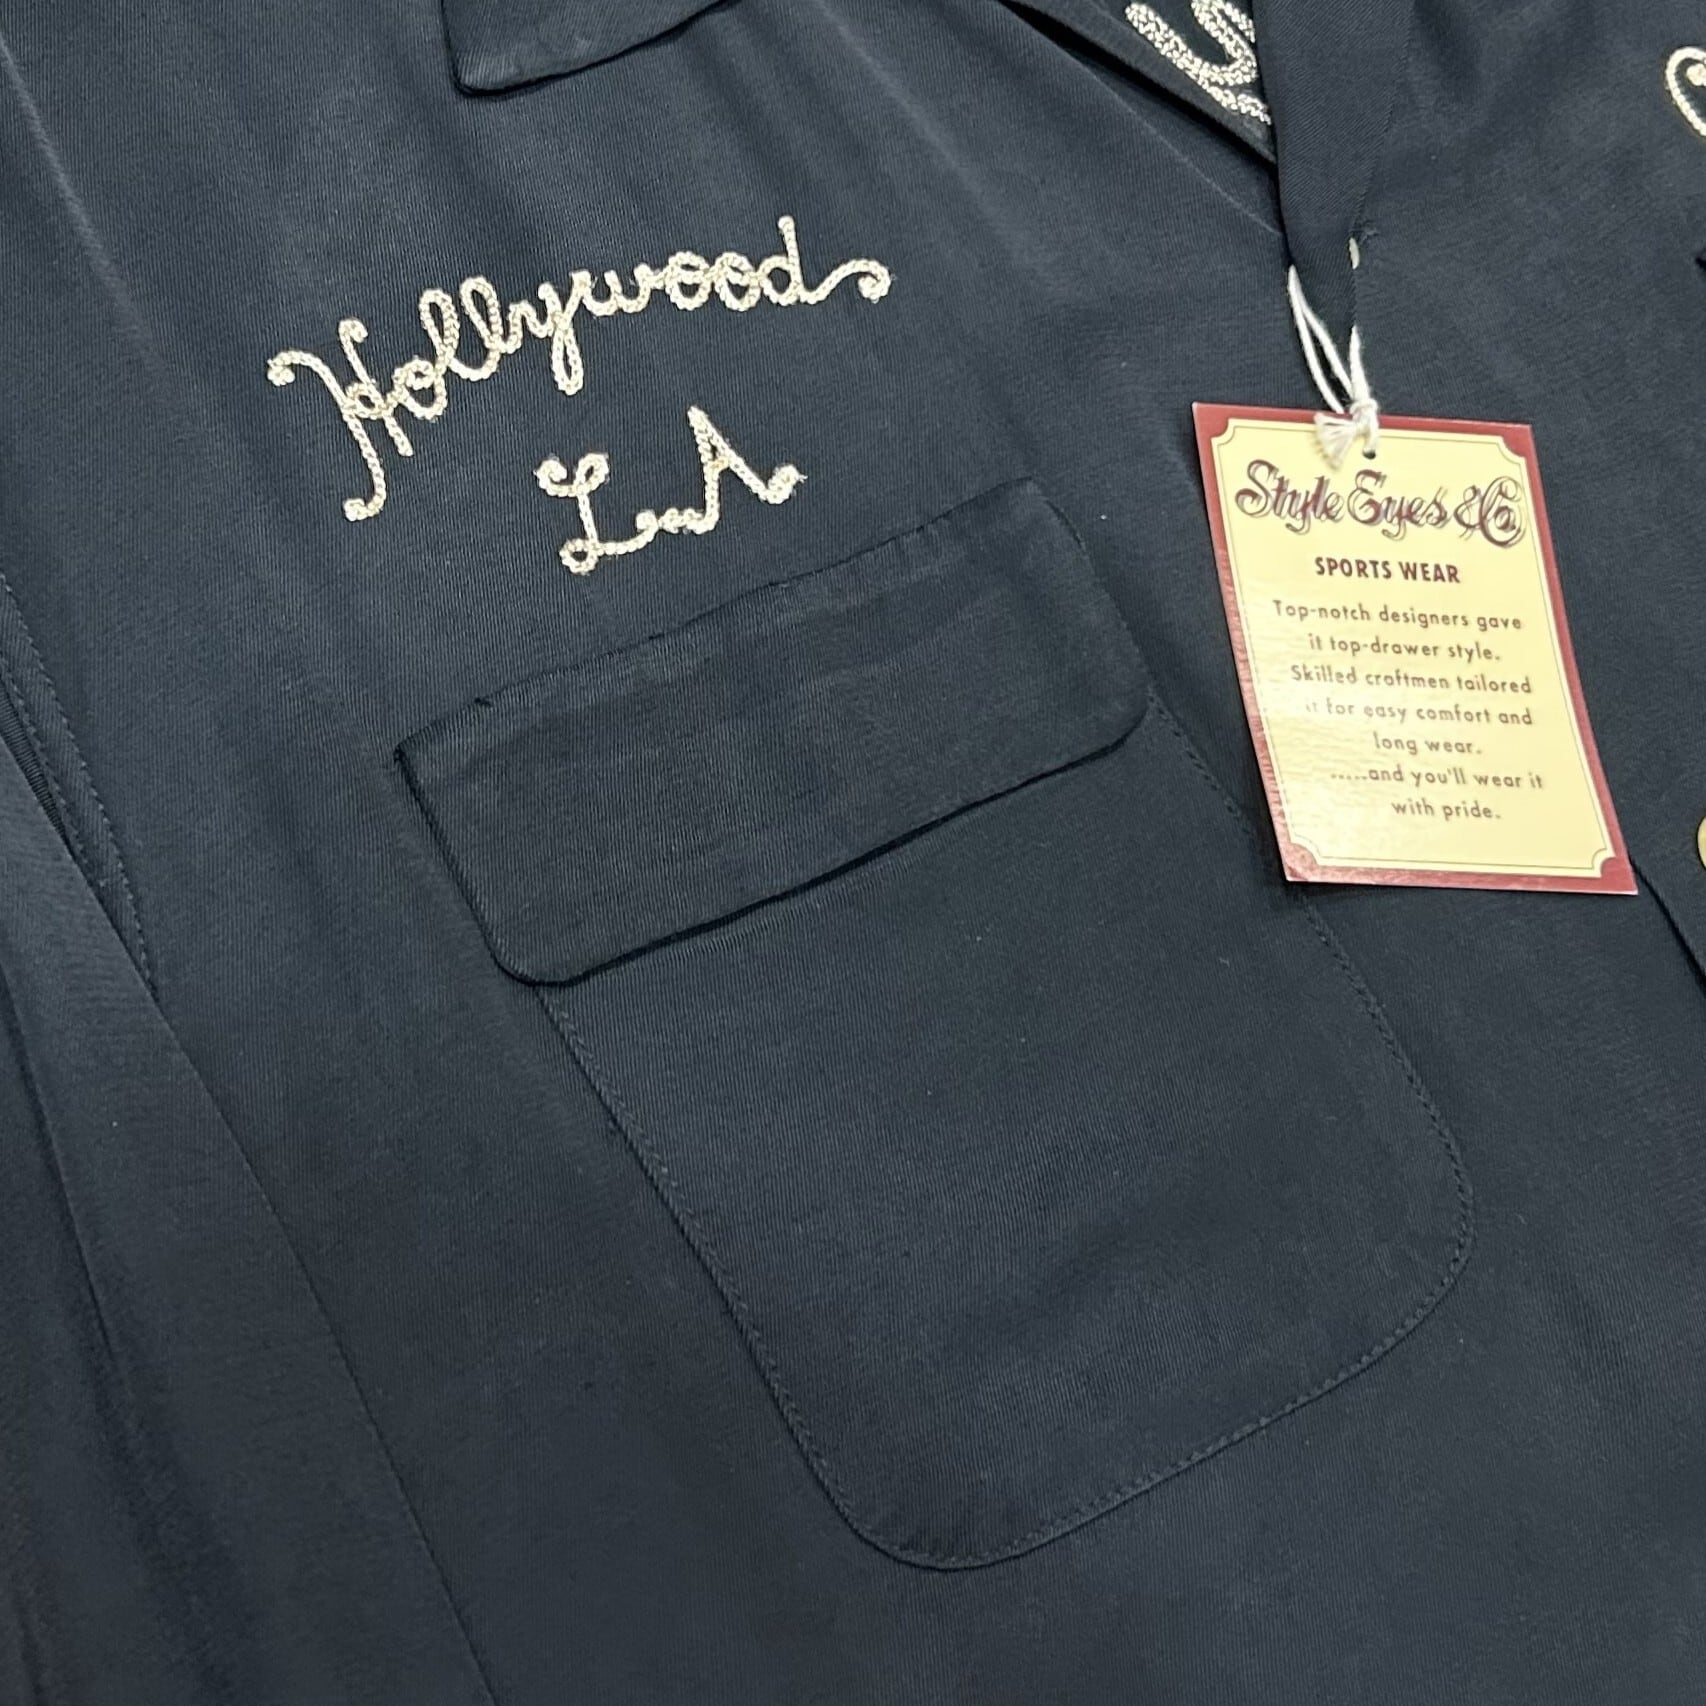 Hollywood
L.A
Style Eyes & Co.
SPORTS WEAR
Top-notch designers gave
it top-drawer style.
Skilled craftmen tailored
it for easy comfort and
long wear.
.....and you'll wear it
with pride.